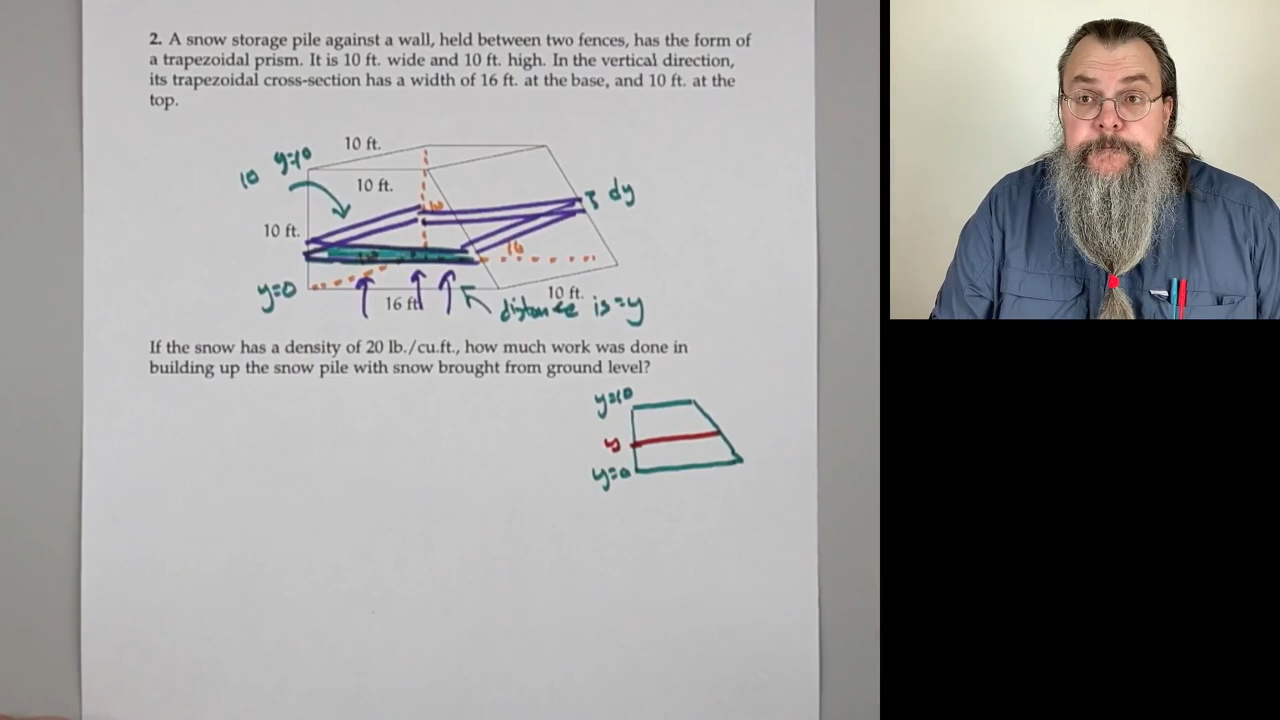 2. A snow storage pile against a wall, held between two fences, has the form of
a trapezoidal prism. It is 10 ft. wide and 10 ft. high. In the vertical direction,
its trapezoidal cross-section has a width of 16 ft. at the base, and 10 ft. at the
top.
10 ft.
10 y=10
10 ft.
dy
10 ft.
16
y=0
16 ft.
10 ft.
distance is = y
If the snow has a density of 20 lb./cu.ft., how much work was done in
building up the snow pile with snow brought from ground level?
y=10
y
y=0